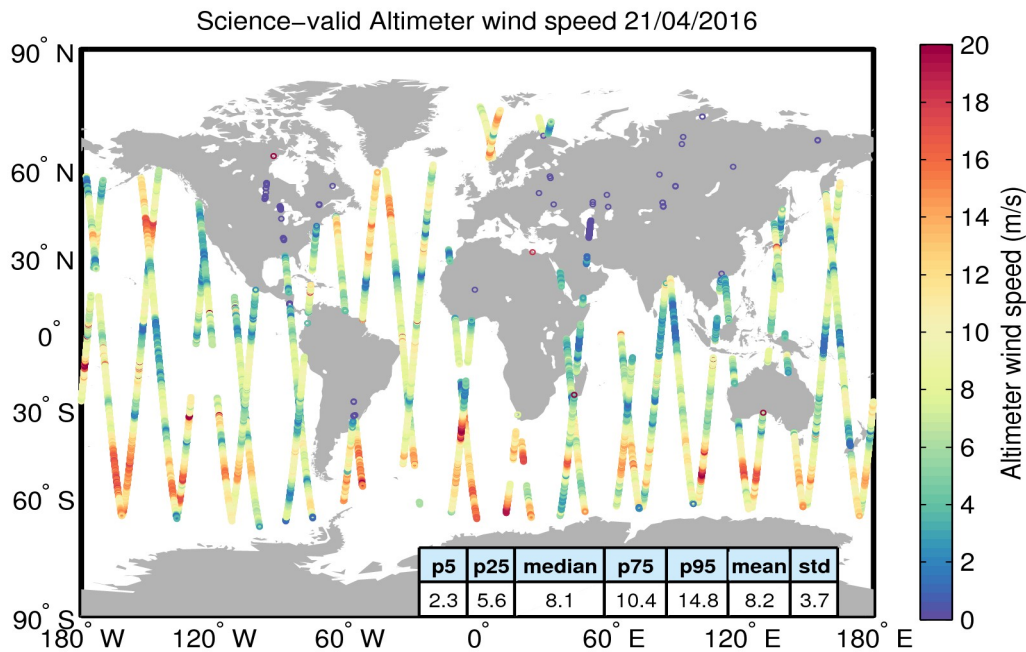 Science−valid Altimeter wind speed 21/04/2016
90° N
60° N
30° N
0°
30° S
60° S
90° S
180° W
120° W
60° W
0°
60° E
120° E
180° E
p5 p25 median p75 p95 mean std
2.3 5.6 8.1 10.4 14.8 8.2 3.7
20
18
16
14
12
10
8
6
4
2
0
Altimeter wind speed (m/s)